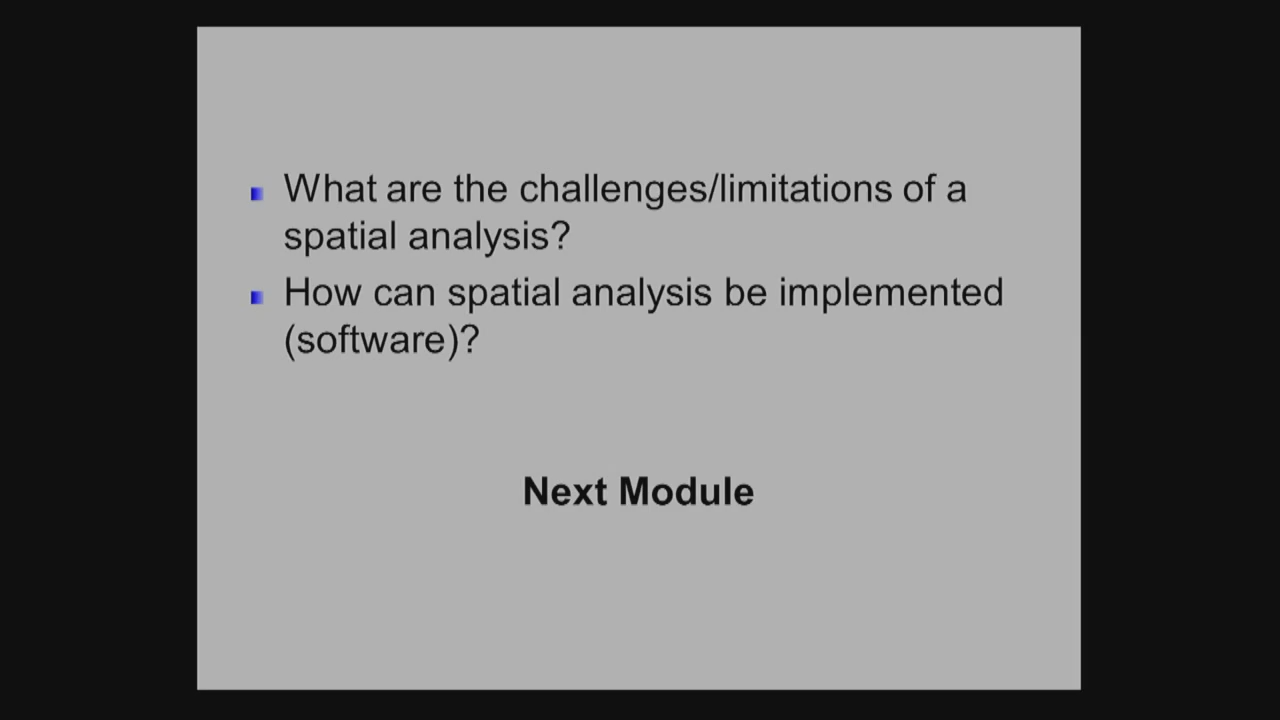 What are the challenges/limitations of a
spatial analysis?
How can spatial analysis be implemented
(software)?
Next Module